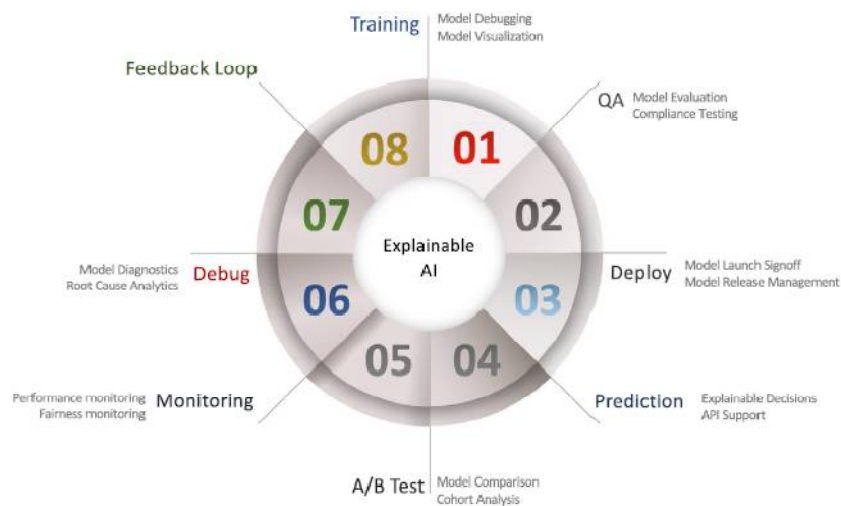 Training
Model Debugging
Model Visualization
Feedback Loop
QA
Model Evaluation
Compliance Testing
08
01
07
02
Explainable
AI
Model Diagnostics
Root Cause Analytics
Debug
Deploy
Model Launch Signoff
Model Release Management
06
03
05
04
Performance monitoring
Fairness monitoring
Monitoring
Prediction
Explainable Decisions
API Support
A/B Test
Model Comparison
Cohort Analysis